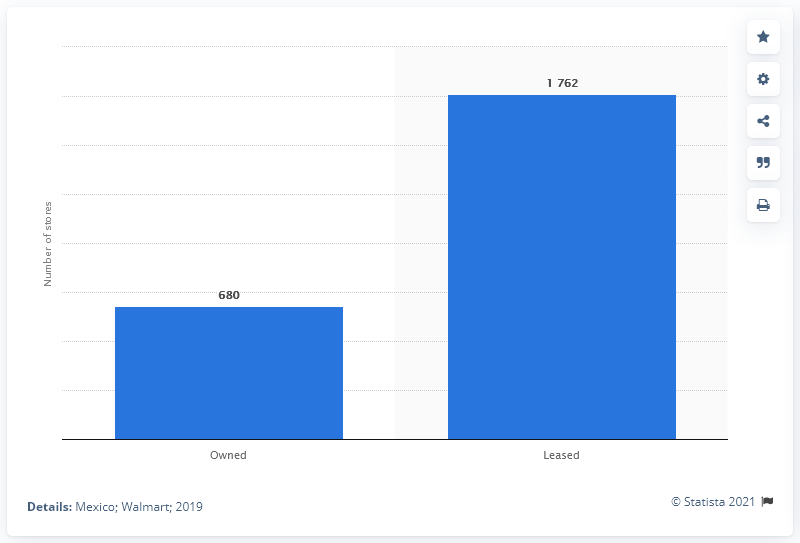 1 762
680
Number of stores
Owned
Leased
Details: Mexico; Walmart; 2019
© Statista 2021